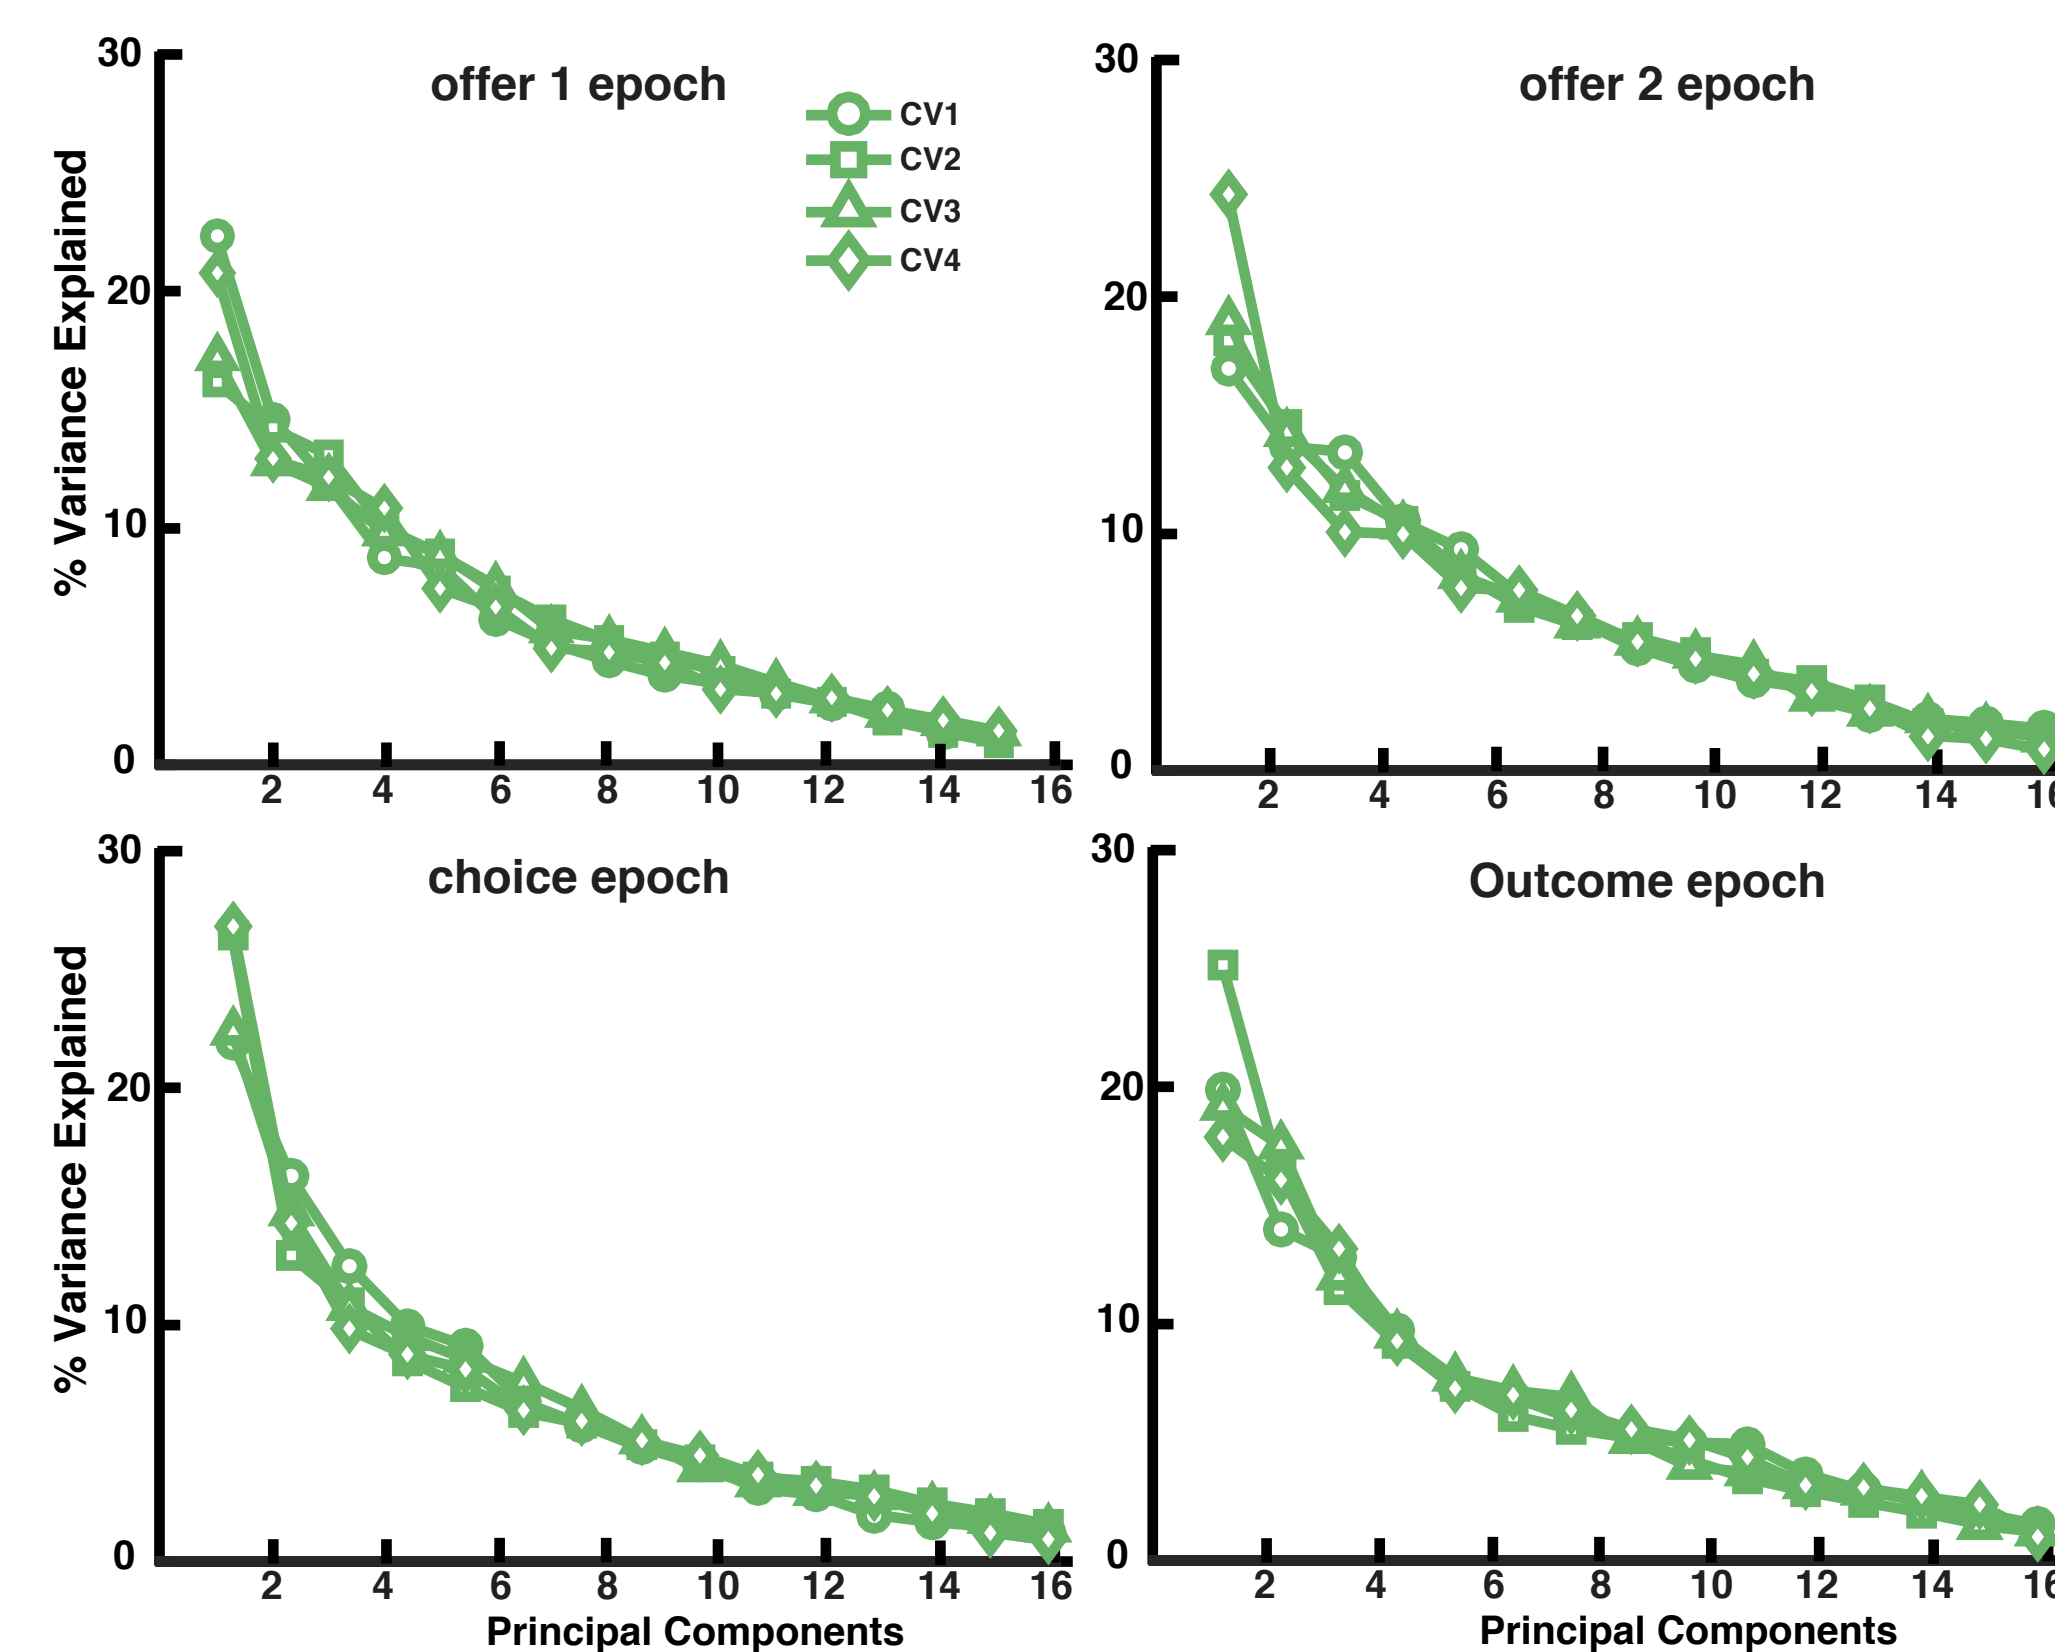 offer 1 epoch
CV1
CV2
CV3
CV4
% Variance Explained
30
20
10
0
2 4 6 8 10 12 14 16
offer 2 epoch
30
20
10
0
2 4 6 8 10 12 14 16
choice epoch
% Variance Explained
30
20
10
0
2 4 6 8 10 12 14 16
Principal Components
Outcome epoch
30
20
10
0
2 4 6 8 10 12 14 16
Principal Components